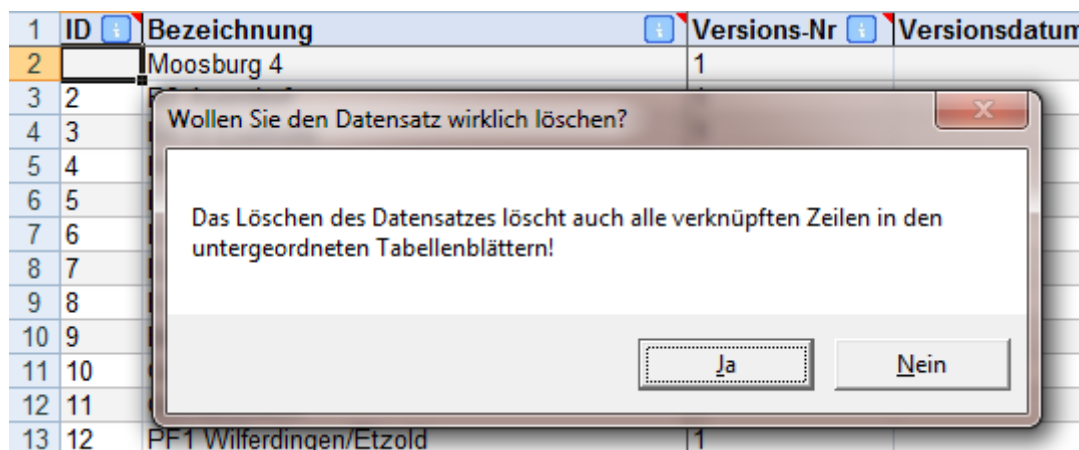 1 ID Bezeichnung Versions-Nr Versionsdatum
2 Moosburg 4 1
3 2
4 3
5 4
6 5
7 6
8 7
9 8
10 9
11 10
12 11
13 12 PF1 Wilferdingen/Etzold 1
Wollen Sie den Datensatz wirklich löschen?
Das Löschen des Datensatzes löscht auch alle verknüpften Zeilen in den
untergeordneten Tabellenblättern!
Ja Nein